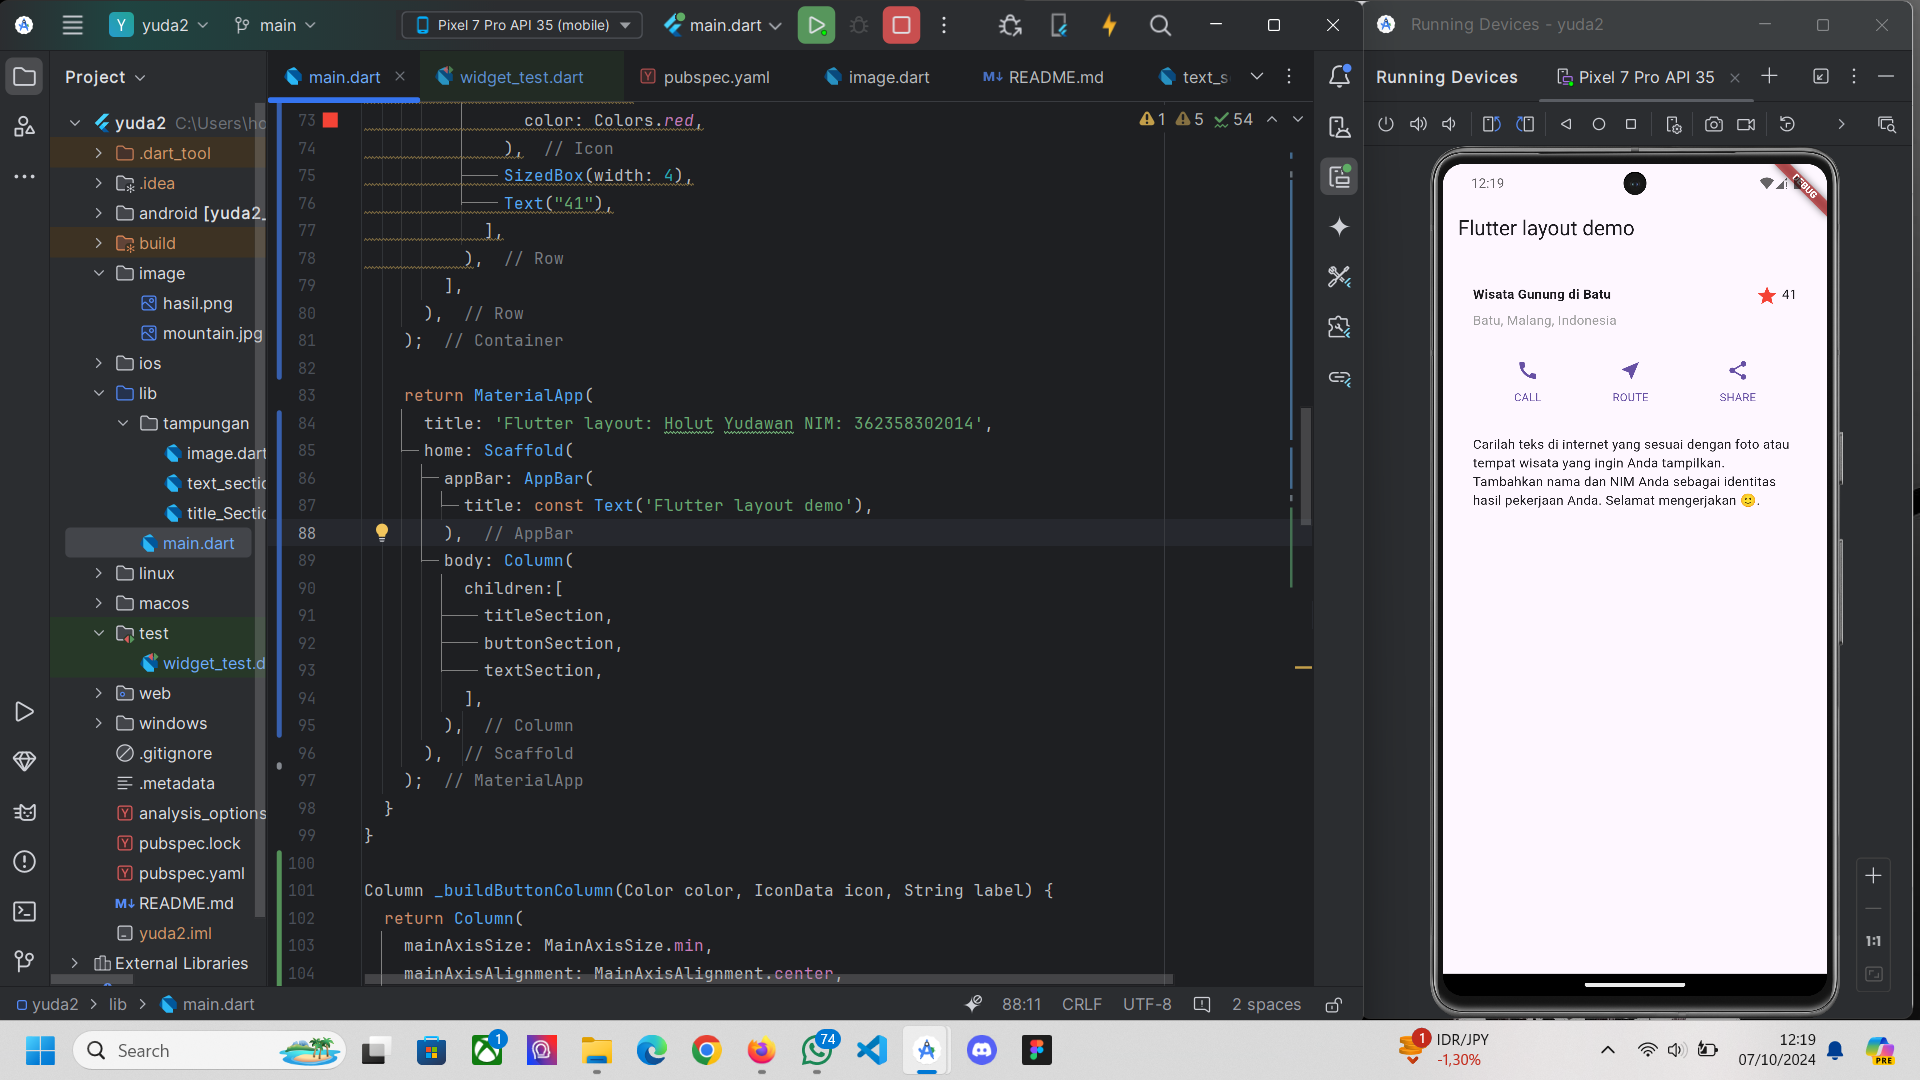 Y yuda2
main
Pixel 7 Pro API 35 (mobile)
main.dart
Running Devices - yuda2
Project
main.dart
widget_test.dart
pubspec.yaml
image.dart
README.md
text_s
Running Devices
Pixel 7 Pro API 35
yuda2 C:\Users\ho
.dart_tool
.idea
android [yuda2_
build
image
hasil.png
mountain.jpg
ios
lib
tampungan
image.dart
text_sectio
title_Sectio
main.dart
linux
macos
test
widget_test.d
web
windows
.gitignore
.metadata
analysis_options
pubspec.lock
pubspec.yaml
README.md
yuda2.iml
External Libraries
1 5 54
73 color: Colors.red,
74 ), // Icon
75 SizedBox(width: 4),
76 Text("41"),
77 ],
78 ), // Row
79 ],
80 ), // Row
81 ); // Container
82
83 return MaterialApp(
84 title: 'Flutter layout: Holut Yudawan NIM: 362358302014',
85 home: Scaffold(
86 appBar: AppBar(
87 title: const Text('Flutter layout demo'),
88 ), // AppBar
89 body: Column(
90 children:[
91 titleSection,
92 buttonSection,
93 textSection,
94 ],
95 ), // Column
96 ), // Scaffold
97 ); // MaterialApp
98 }
99 }
100
101 Column _buildButtonColumn(Color color, IconData icon, String label) {
102 return Column(
103 mainAxisSize: MainAxisSize.min,
104 mainAxisAlignment: MainAxisAlignment.center,
12:19
DEBUG
Flutter layout demo
Wisata Gunung di Batu
41
Batu, Malang, Indonesia
CALL ROUTE SHARE
Carilah teks di internet yang sesuai dengan foto atau
tempat wisata yang ingin Anda tampilkan.
Tambahkan nama dan NIM Anda sebagai identitas
hasil pekerjaan Anda. Selamat mengerjakan 🙂.
1:1
yuda2 > lib > main.dart
88:11 CRLF UTF-8 2 spaces
Search
1
74
1
IDR/JPY
-1,30%
12:19
07/10/2024
PRE